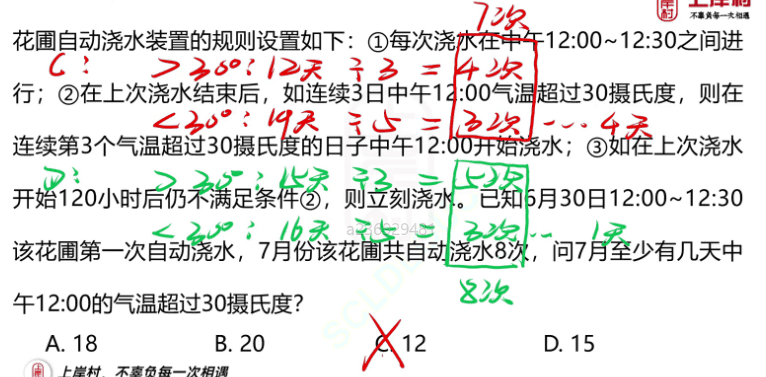 上岸村
不辜负每一次相遇
7次
花圃自动浇水装置的规则设置如下：①每次浇水在中午12:00~12:30之间进
C： >30°：12天 ÷3 = 4次
行；②在上次浇水结束后，如连续3日中午12:00气温超过30摄氏度，则在
<30°：19天 ÷5 = 3次 ... 4天
连续第3个气温超过30摄氏度的日子中午12:00开始浇水；③如在上次浇水
D： >30°：15天 ÷3 = 5次
开始120小时后仍不满足条件②，则立刻浇水。已知6月30日12:00~12:30
<30°：16天 ÷5 = 3次 ... 1天
该花圃第一次自动浇水，7月份该花圃共自动浇水8次，问7月至少有几天中
8次
午12:00的气温超过30摄氏度？
A. 18 B. 20 C. 12 D. 15
上岸村、不辜负每一次相遇